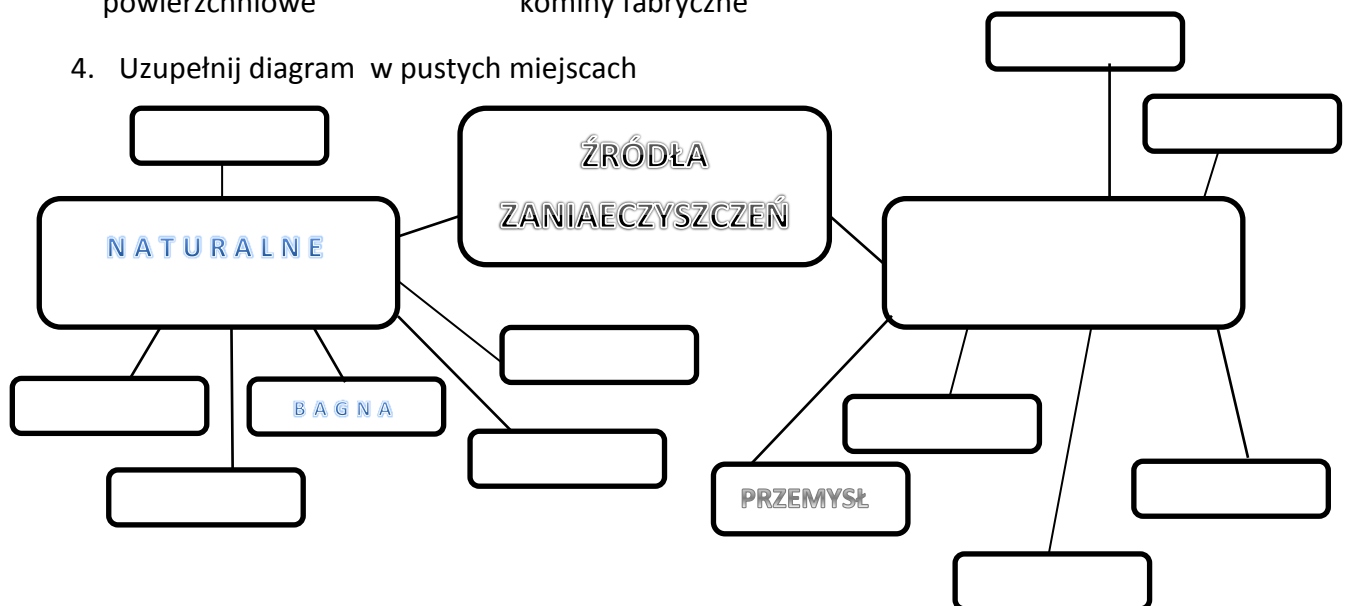 powierzchniowe kominy fabryczne
4. Uzupełnij diagram w pustych miejscach
ŹRÓDŁA
ZANIAECZYSZCZEŃ
N A T U R A L N E
B A G N A
PRZEMYSŁ